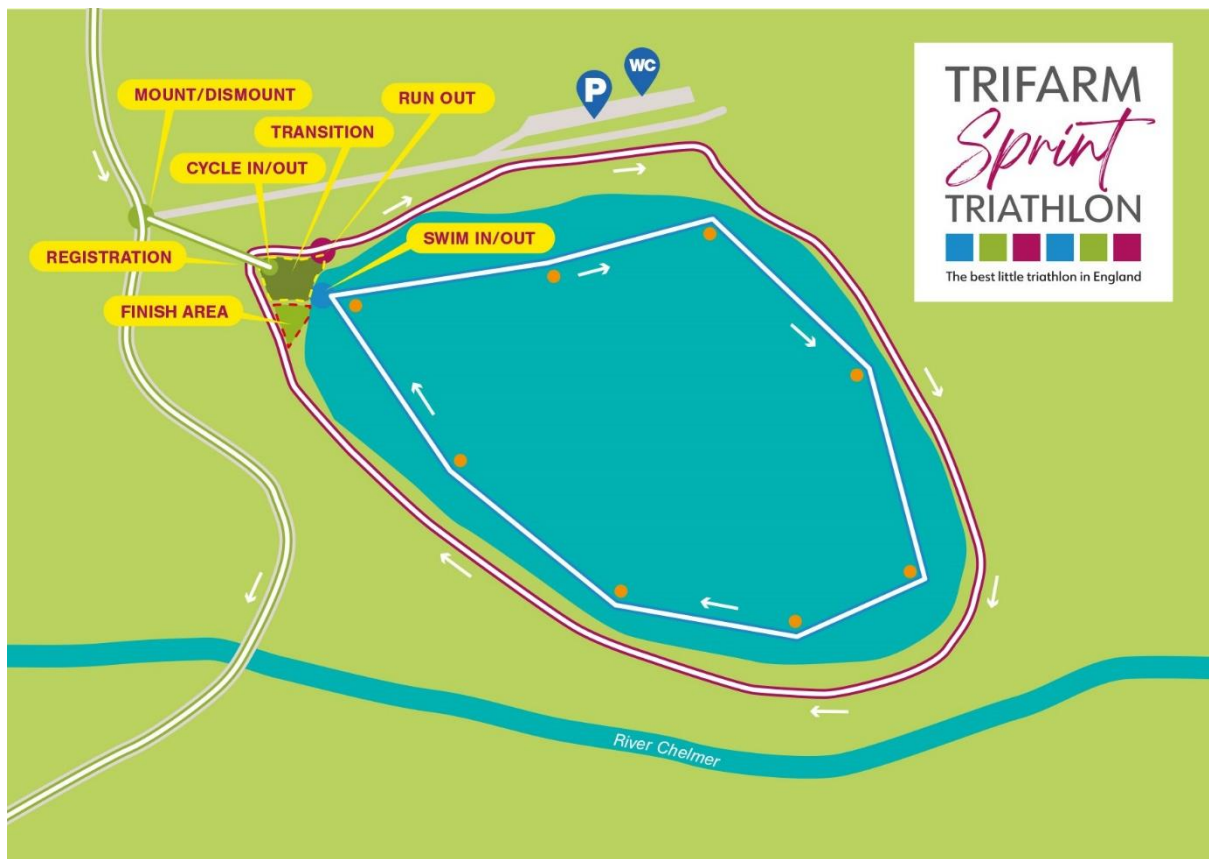 WC
P
MOUNT/DISMOUNT
RUN OUT
TRANSITION
CYCLE IN/OUT
SWIM IN/OUT
REGISTRATION
FINISH AREA
TRIFARM
Sprint
TRIATHLON
The best little triathlon in England
River Chelmer